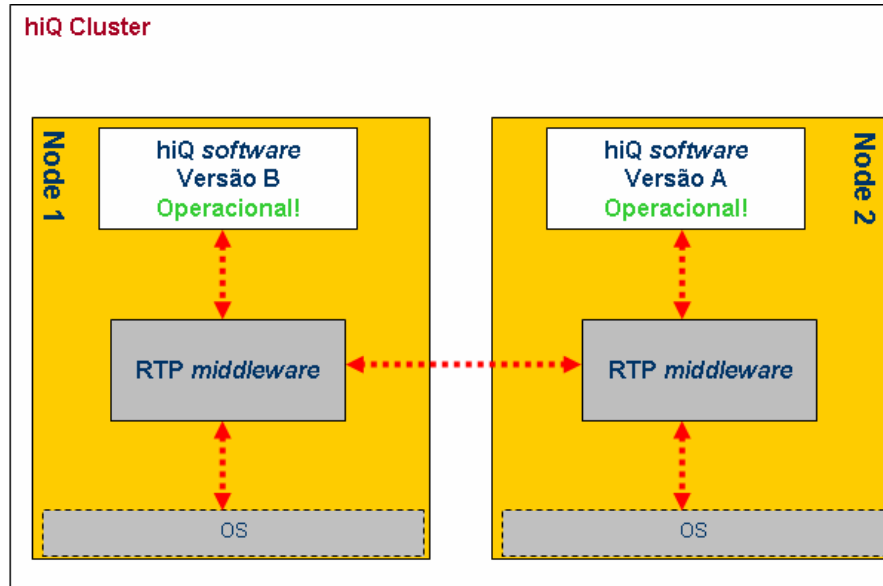 hiQ Cluster
Node 1
hiQ software
Versão B
Operacional!
RTP middleware
OS
hiQ software
Versão A
Operacional!
Node 2
RTP middleware
OS